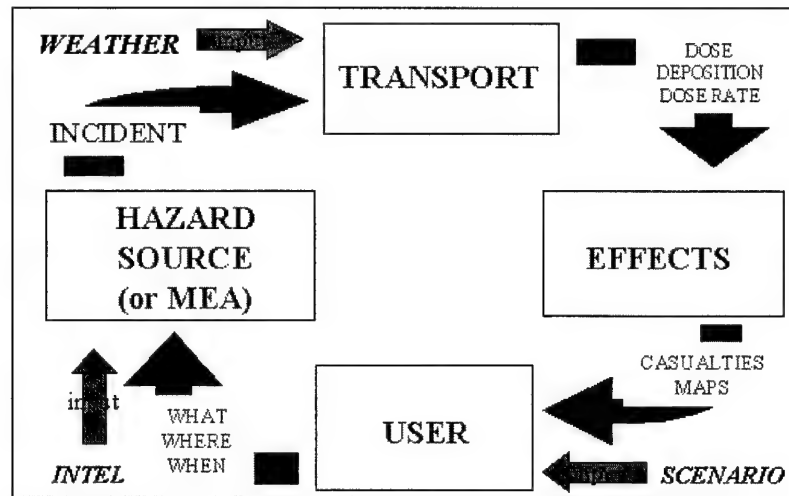 WEATHER
TRANSPORT
DOSE
DEPOSITION
DOSE RATE
INCIDENT
HAZARD
SOURCE
(or MEA)
EFFECTS
CASUALTIES
MAPS
input
WHAT
WHERE
WHEN
USER
INTEL
SCENARIO